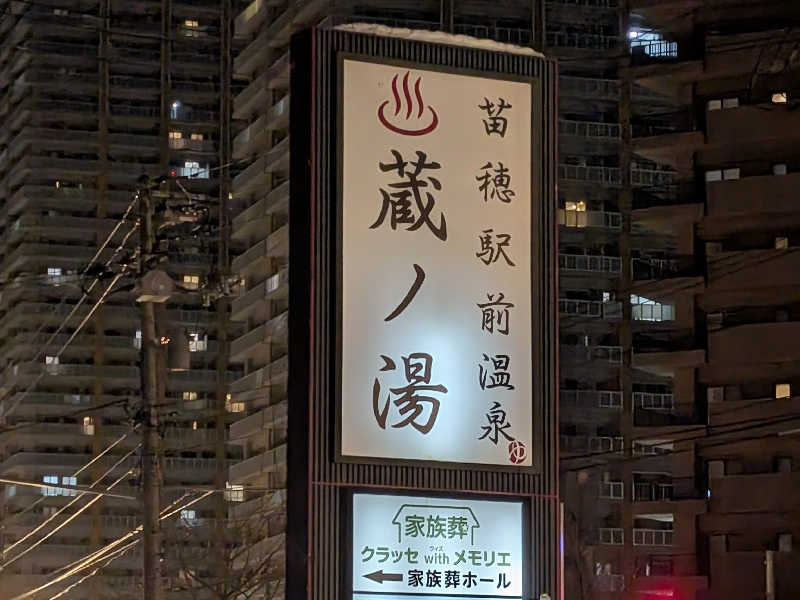 苗穂駅前温泉
蔵ノ湯
ゆ
家族葬
クラッセ with メモリエ
ウィズ
家族葬ホール